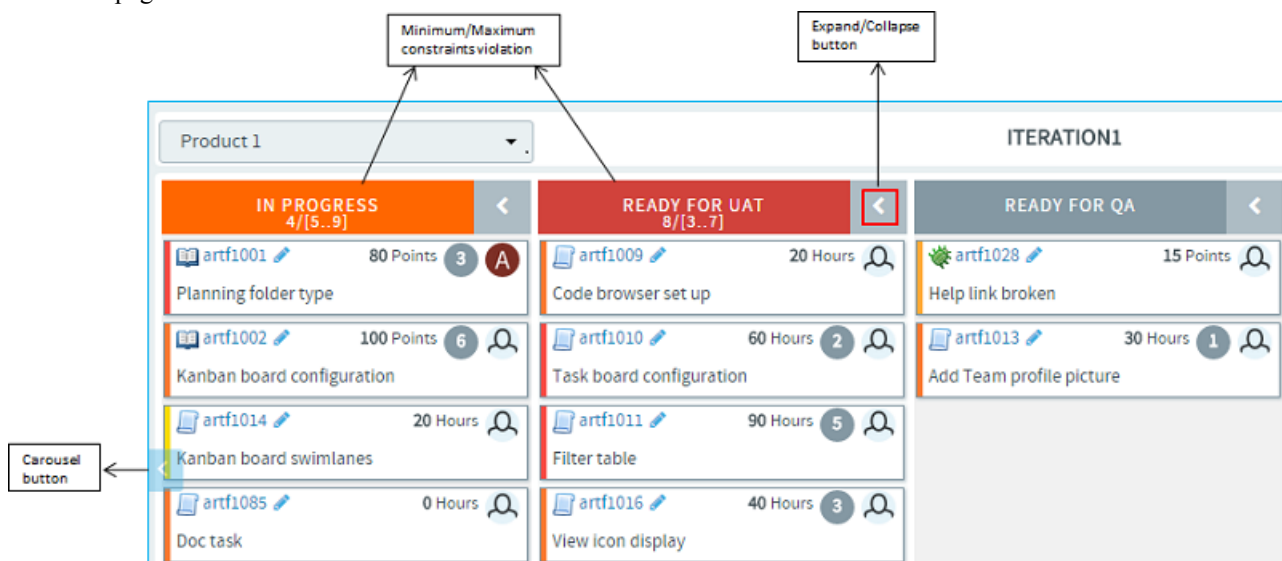 Minimum/Maximum
constraints violation
Expand/Collapse
button
Product 1
ITERATION1
IN PROGRESS
4/[5..9]
READY FOR UAT
8/[3..7]
READY FOR QA
artf1001 80 Points 3 A
Planning folder type
artf1002 100 Points 6
Kanban board configuration
artf1014 20 Hours
Kanban board swimlanes
artf1085 0 Hours
Doc task
artf1009 20 Hours
Code browser set up
artf1010 60 Hours 2
Task board configuration
artf1011 90 Hours 5
Filter table
artf1016 40 Hours 3
View icon display
artf1028 15 Points
Help link broken
artf1013 30 Hours 1
Add Team profile picture
Carousel
button